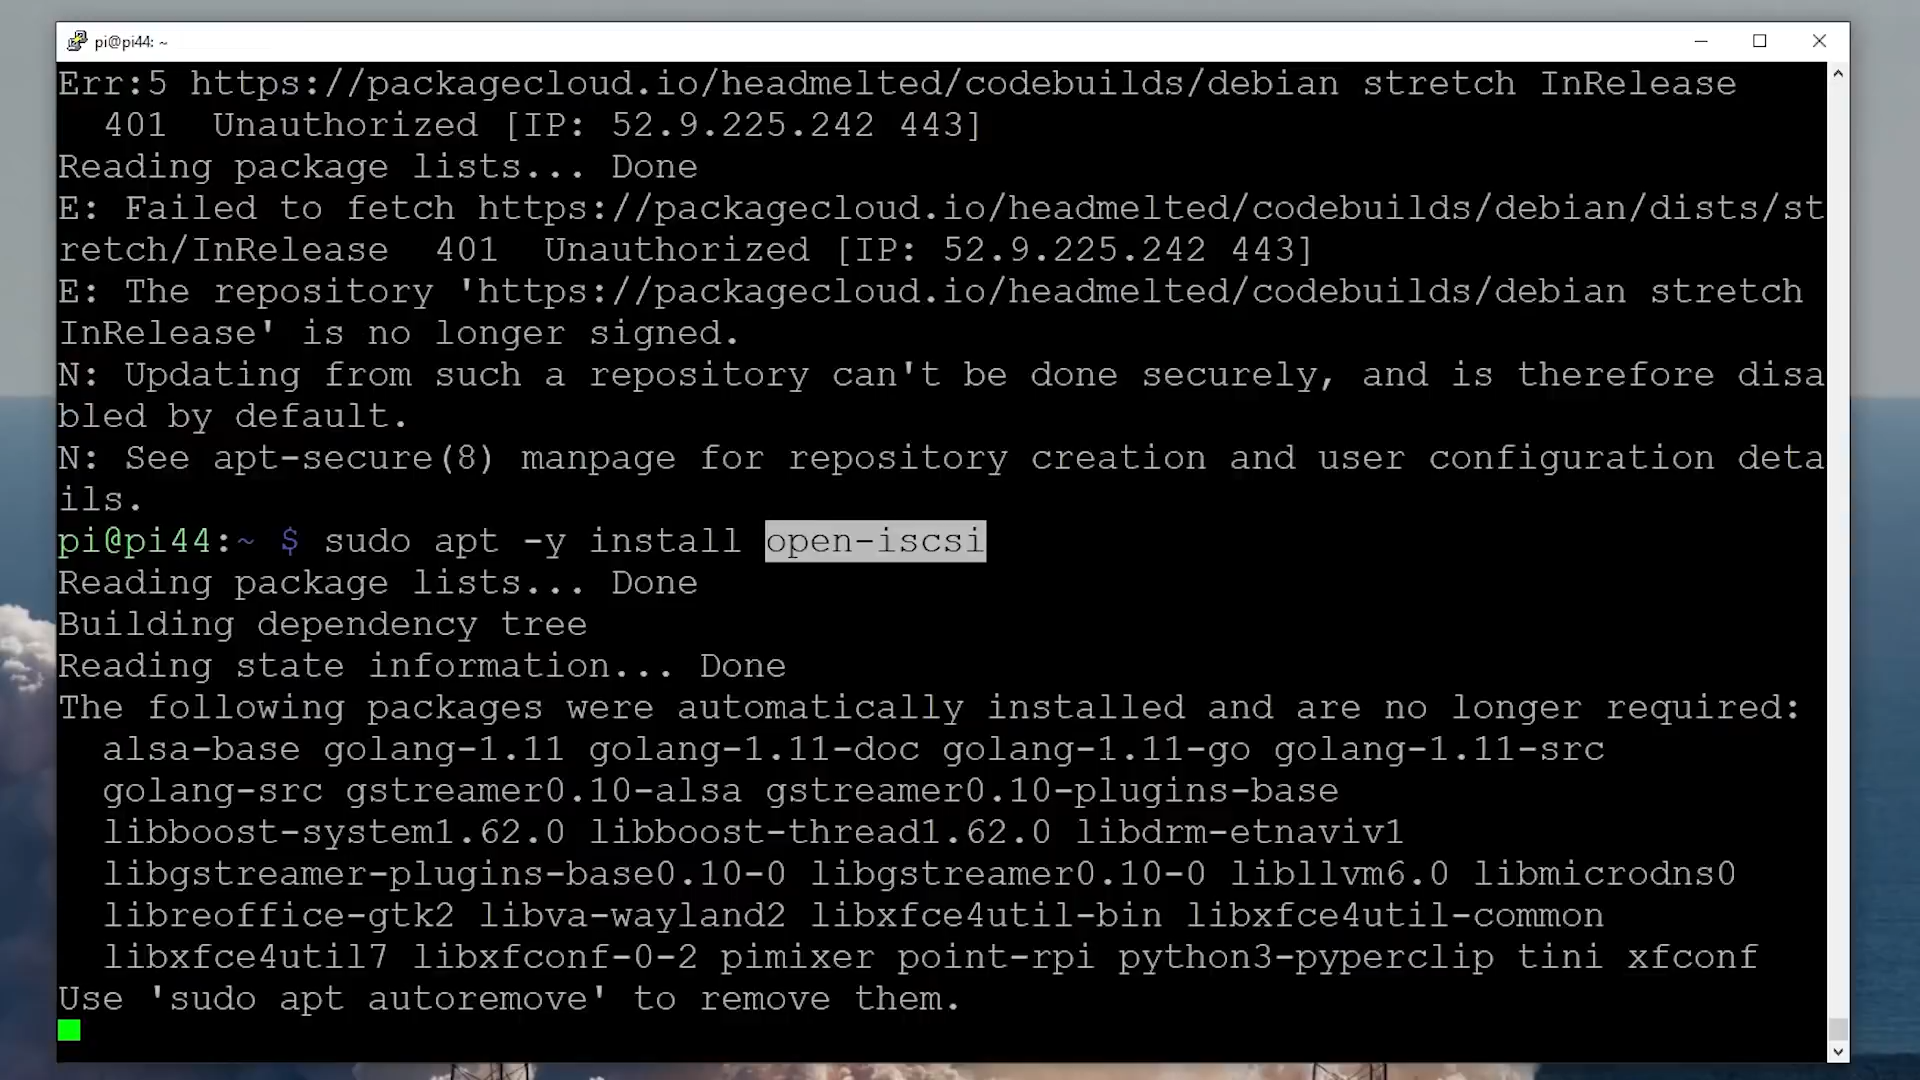 pi@pi44: ~
Err:5 https://packagecloud.io/headmelted/codebuilds/debian stretch InRelease
  401  Unauthorized [IP: 52.9.225.242 443]
Reading package lists... Done
E: Failed to fetch https://packagecloud.io/headmelted/codebuilds/debian/dists/st
retch/InRelease  401  Unauthorized [IP: 52.9.225.242 443]
E: The repository 'https://packagecloud.io/headmelted/codebuilds/debian stretch
InRelease' is no longer signed.
N: Updating from such a repository can't be done securely, and is therefore disa
bled by default.
N: See apt-secure(8) manpage for repository creation and user configuration deta
ils.
pi@pi44:~ $ sudo apt -y install open-iscsi
Reading package lists... Done
Building dependency tree
Reading state information... Done
The following packages were automatically installed and are no longer required:
  alsa-base golang-1.11 golang-1.11-doc golang-1.11-go golang-1.11-src
  golang-src gstreamer0.10-alsa gstreamer0.10-plugins-base
  libboost-system1.62.0 libboost-thread1.62.0 libdrm-etnaviv1
  libgstreamer-plugins-base0.10-0 libgstreamer0.10-0 libllvm6.0 libmicrodns0
  libreoffice-gtk2 libva-wayland2 libxfce4util-bin libxfce4util-common
  libxfce4util7 libxfconf-0-2 pimixer point-rpi python3-pyperclip tini xfconf
Use 'sudo apt autoremove' to remove them.